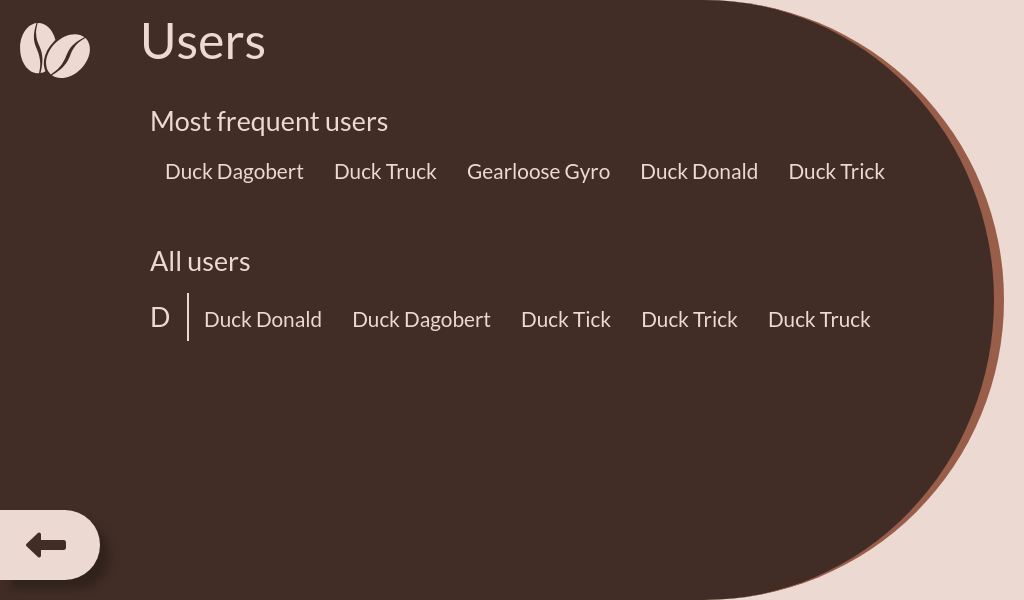 Users
Most frequent users
Duck Dagobert Duck Truck Gearloose Gyro Duck Donald Duck Trick
All users
D Duck Donald Duck Dagobert Duck Tick Duck Trick Duck Truck